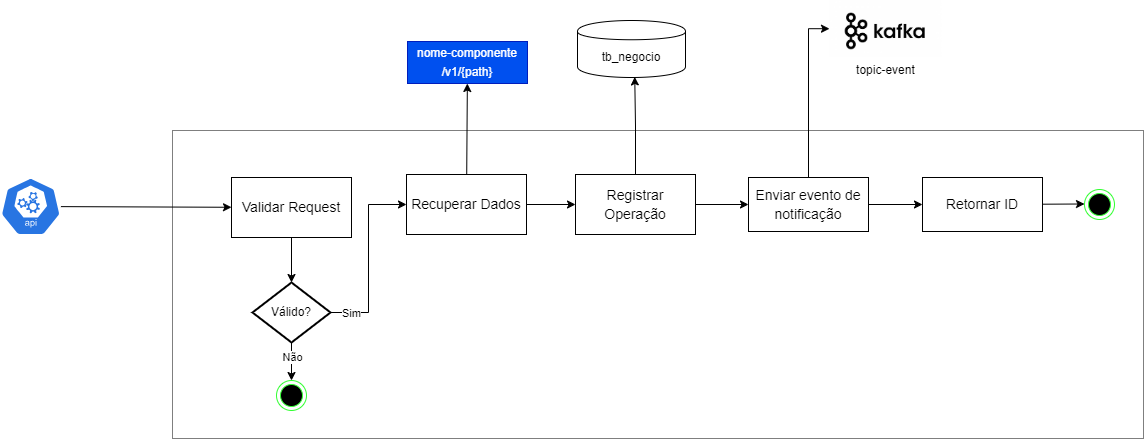 nome-componente
/v1/{path}
tb_negocio
kafka
topic-event
api
Validar Request
Recuperar Dados
Registrar
Operação
Enviar evento de
notificação
Retornar ID
Válido?
Sim
Não